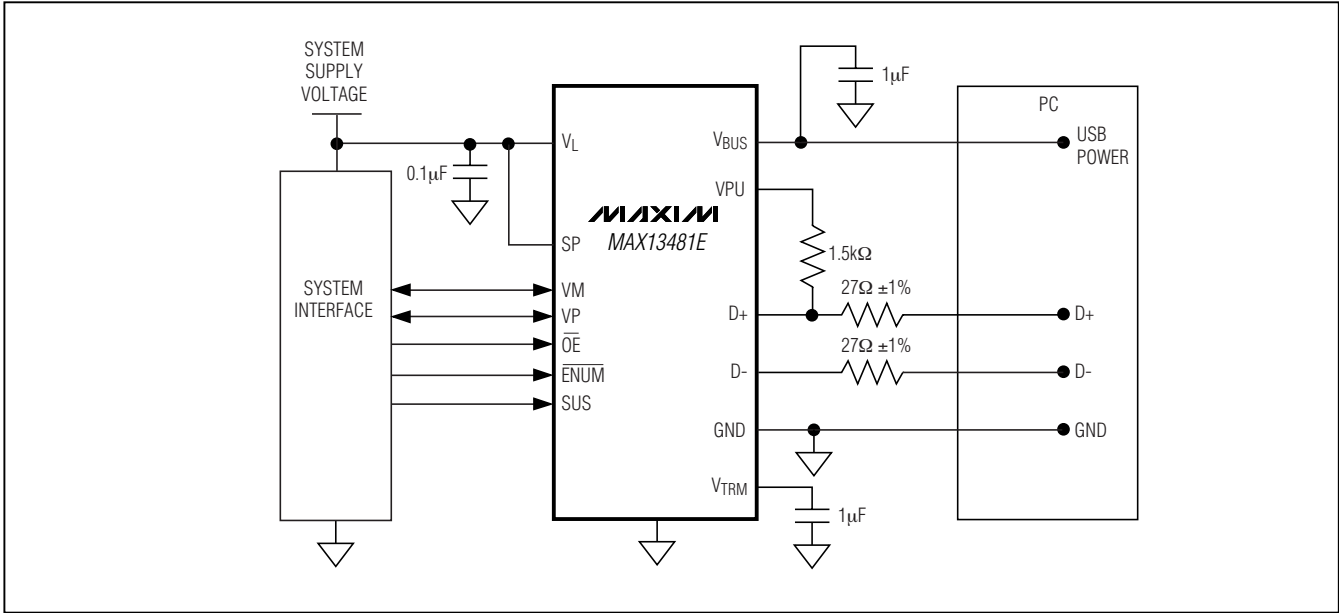 SYSTEM
SUPPLY
VOLTAGE
0.1µF
SYSTEM
INTERFACE
VL
SP
VM
VP
OE
ENUM
SUS
MAXIM
MAX13481E
VBUS
VPU
D+
D-
GND
VTRM
1µF
1.5kΩ
27Ω ±1%
27Ω ±1%
1µF
PC
USB
POWER
D+
D-
GND